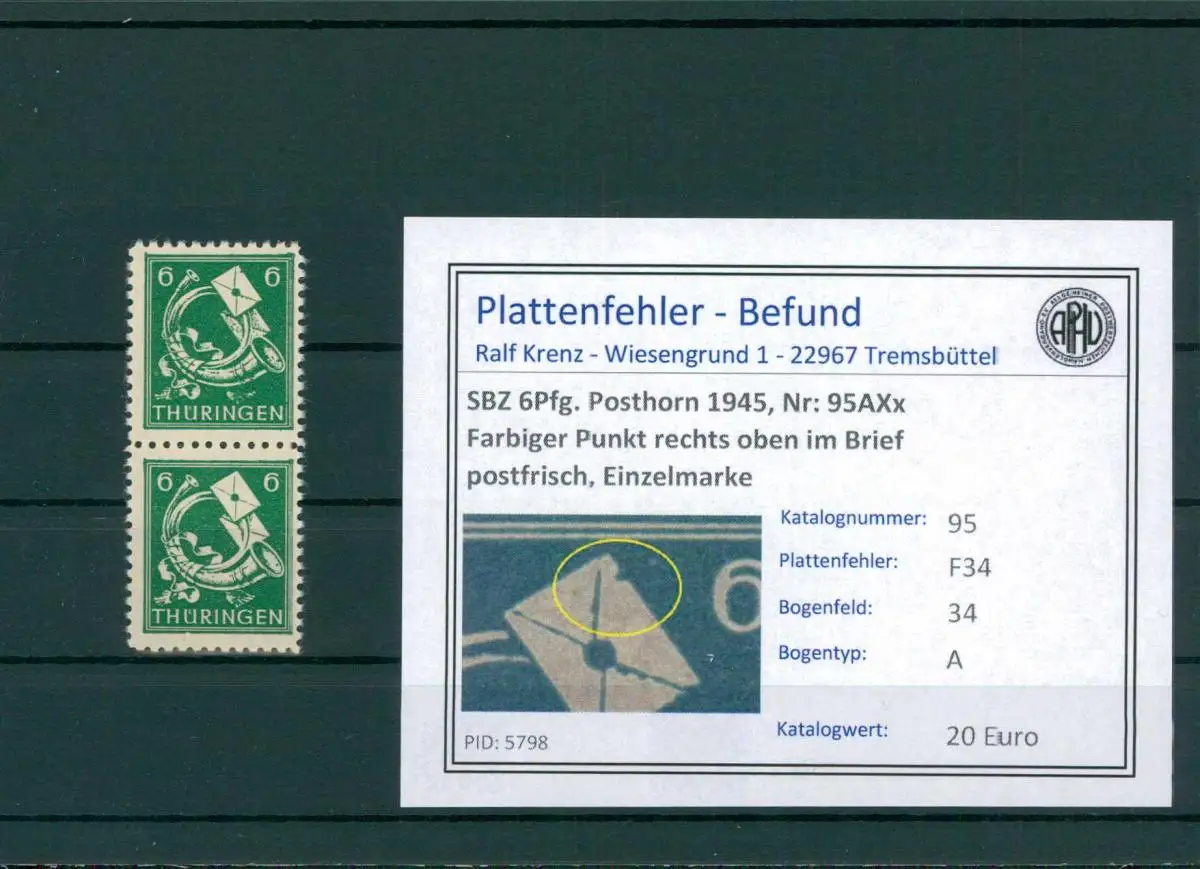 6 6
THÜRINGEN
6 6
THÜRINGEN
Plattenfehler - Befund
Ralf Krenz - Wiesengrund 1 - 22967 Tremsbüttel
APHV
SBZ 6Pfg. Posthorn 1945, Nr: 95AXx
Farbiger Punkt rechts oben im Brief
postfrisch, Einzelmarke
6
Katalognummer: 95
Plattenfehler: F34
Bogenfeld: 34
Bogentyp: A
Katalogwert: 20 Euro
PID: 5798